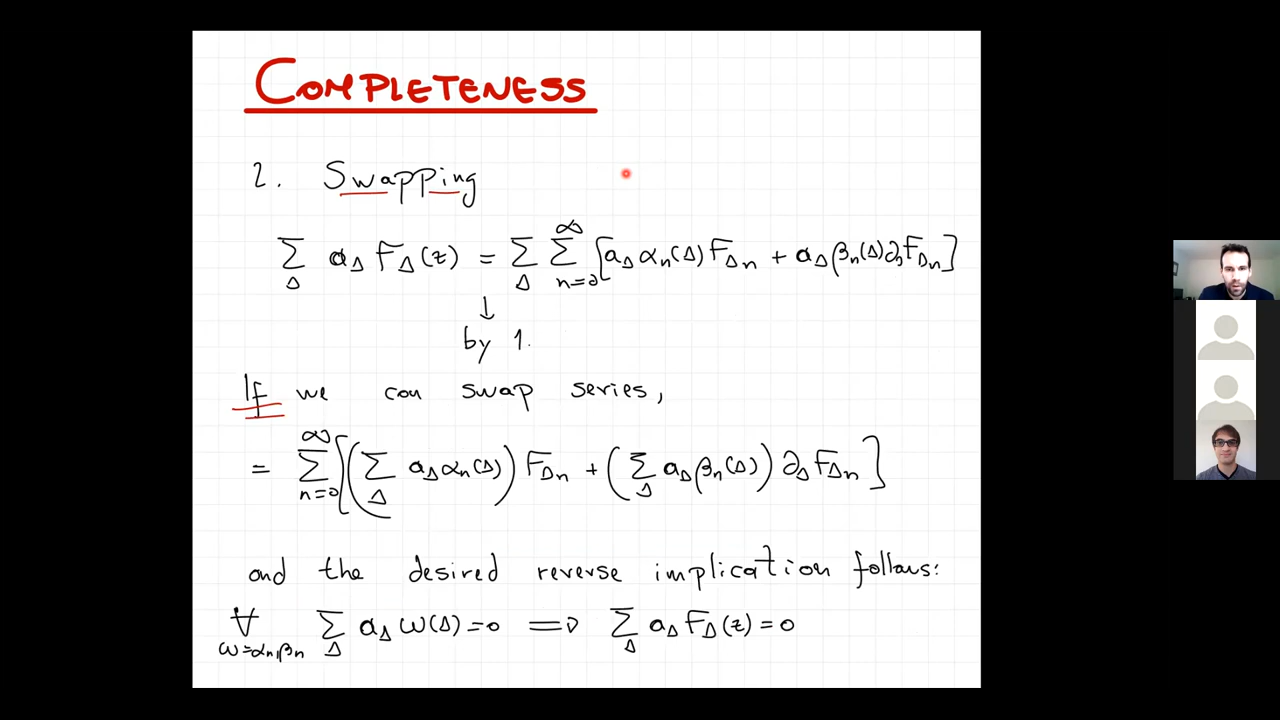 COMPLETENESS
2. Swapping
∑_Δ a_Δ F_Δ(z) = ∑_Δ ∑_{n=0}^∞ [a_Δ α_n(Δ) F_{Δn} + a_Δ β_n(Δ) ∂_Δ F_{Δn}]
↓
by 1.
If we can swap series,
= ∑_{n=0}^∞ [(∑_Δ a_Δ α_n(Δ)) F_{Δn} + (∑_Δ a_Δ β_n(Δ)) ∂_Δ F_{Δn}]
and the desired reverse implication follows:
∀_{ω=α_n,β_n} ∑_Δ a_Δ ω(Δ)=0 ⟹ ∑_Δ a_Δ F_Δ(z)=0